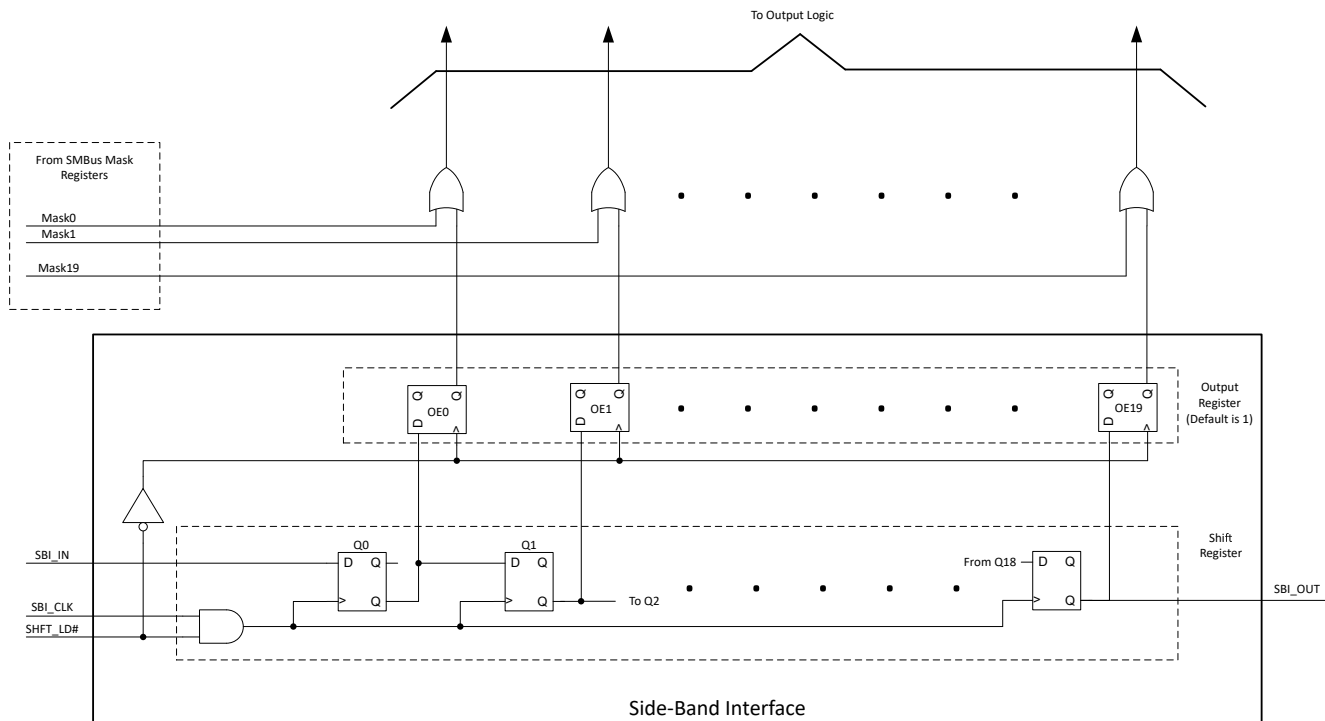 To Output Logic
From SMBus Mask
Registers
Mask0
Mask1
Mask19
Q Q
OE0
D >
Q Q
OE1
D >
Q Q
OE19
D >
Output
Register
(Default is 1)
Shift
Register
Q0
D Q
> Q
Q1
D Q
> Q
To Q2
From Q18
D Q
> Q
SBI_IN
SBI_CLK
SHFT_LD#
SBI_OUT
Side-Band Interface